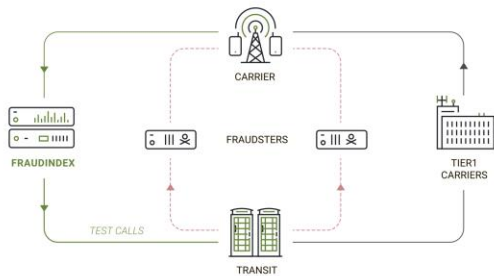 CARRIER
FRAUDINDEX
FRAUDSTERS
TIER1
CARRIERS
TEST CALLS
TRANSIT